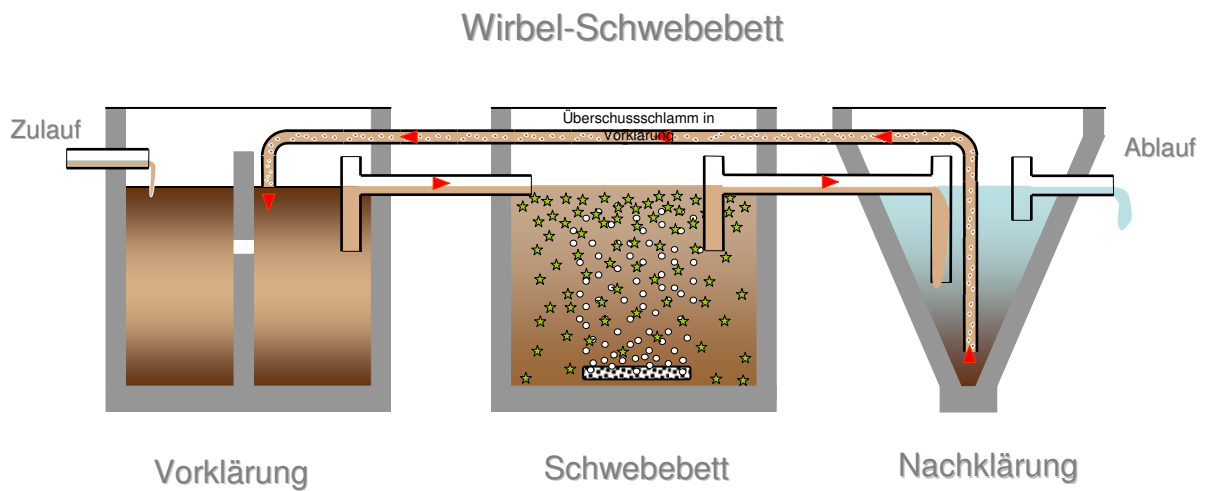 Wirbel-Schwebebett
Zulauf
Überschussschlamm in
Vorklärung
Ablauf
Vorklärung
Schwebebett
Nachklärung